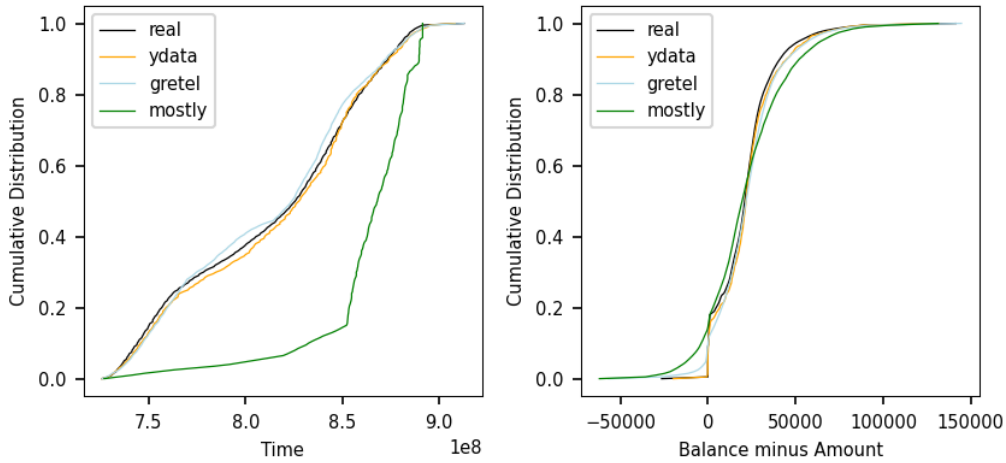 1.0
0.8
0.6
0.4
0.2
0.0
Cumulative Distribution
real
ydata
gretel
mostly
7.5
8.0
8.5
9.0
1e8
Time
1.0
0.8
0.6
0.4
0.2
0.0
Cumulative Distribution
real
ydata
gretel
mostly
−50000
0
50000
100000
150000
Balance minus Amount